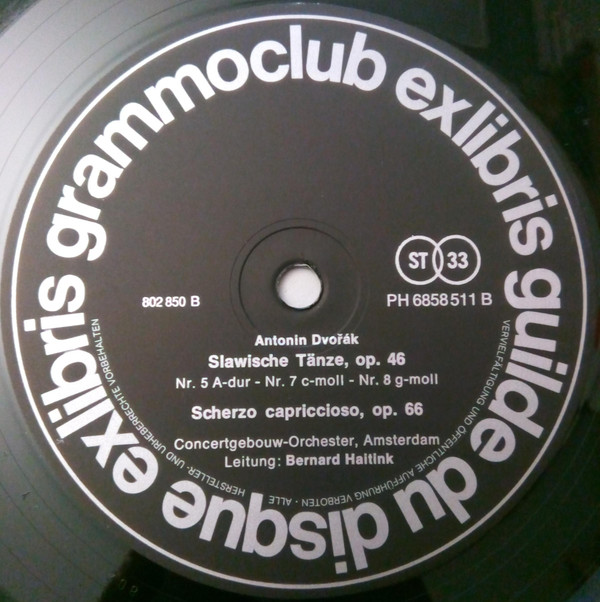 grammoclub exlibris guilde du disque exlibris
ST 33
802 850 B
PH 6858 511 B
Antonin Dvořák
Slawische Tänze, op. 46
Nr. 5 A-dur - Nr. 7 c-moll - Nr. 8 g-moll
Scherzo capriccioso, op. 66
Concertgebouw-Orchester, Amsterdam
Leitung: Bernard Haitink
VERVIELFÄLTIGUNG UND ÖFFENTLICHE AUFFÜHRUNG VERBOTEN · ALLE HERSTELLER- UND URHEBERRECHTE VORBEHALTEN